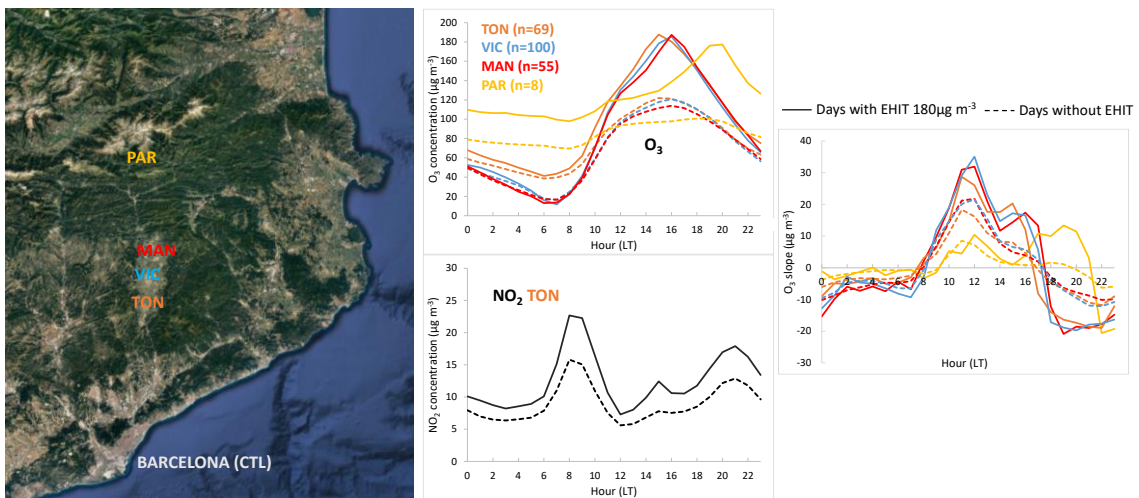 PAR
MAN
VIC
TON
BARCELONA (CTL)
O₃ concentration (µg m⁻³)
200
180
160
140
120
100
80
60
40
20
0
TON (n=69)
VIC (n=100)
MAN (n=55)
PAR (n=8)
O₃
0 2 4 6 8 10 12 14 16 18 20 22
Hour (LT)
NO₂ concentration (µg m⁻³)
30
25
20
15
10
5
0
NO₂ TON
0 2 4 6 8 10 12 14 16 18 20 22
Hour (LT)
Days with EHIT 180µg m⁻³ Days without EHIT
O₃ slope (µg m⁻³)
40
30
20
10
0
-10
-20
-30
0 2 4 6 8 10 12 14 16 18 20 22
Hour (LT)